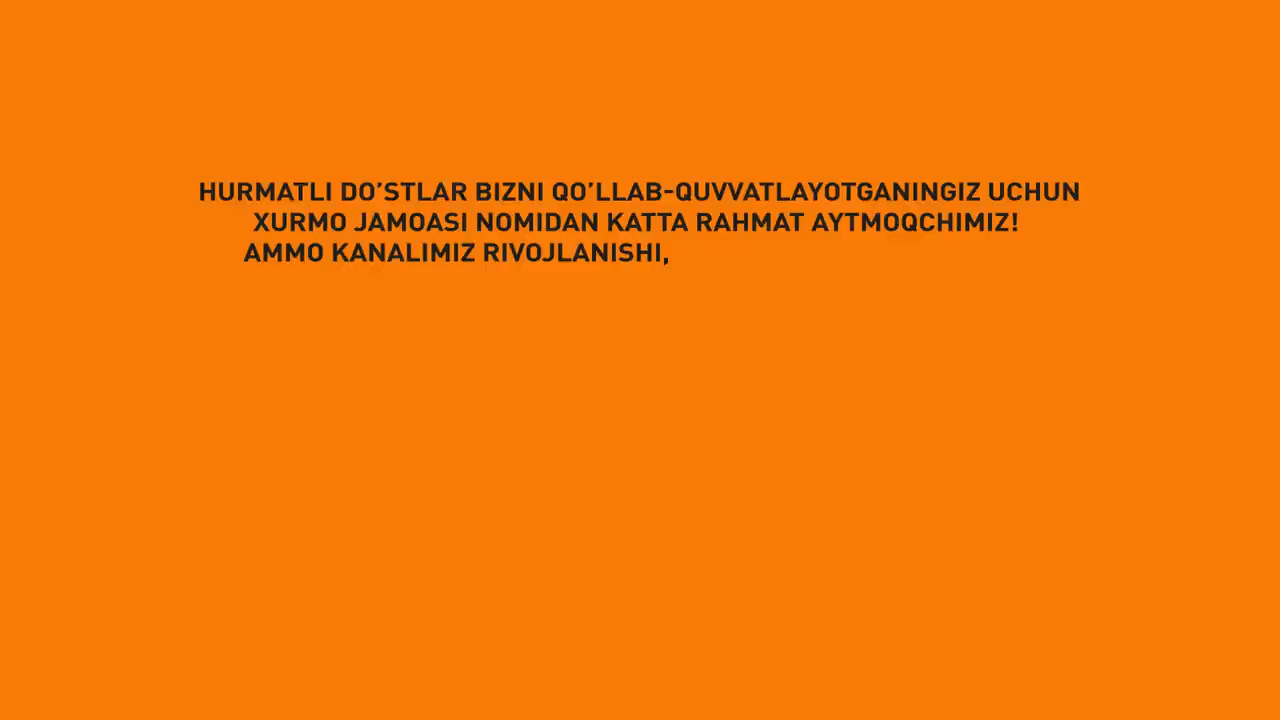 HURMATLI DO’STLAR BIZNI QO’LLAB-QUVVATLAYOTGANINGIZ UCHUN
XURMO JAMOASI NOMIDAN KATTA RAHMAT AYTMOQCHIMIZ!
AMMO KANALIMIZ RIVOJLANISHI,